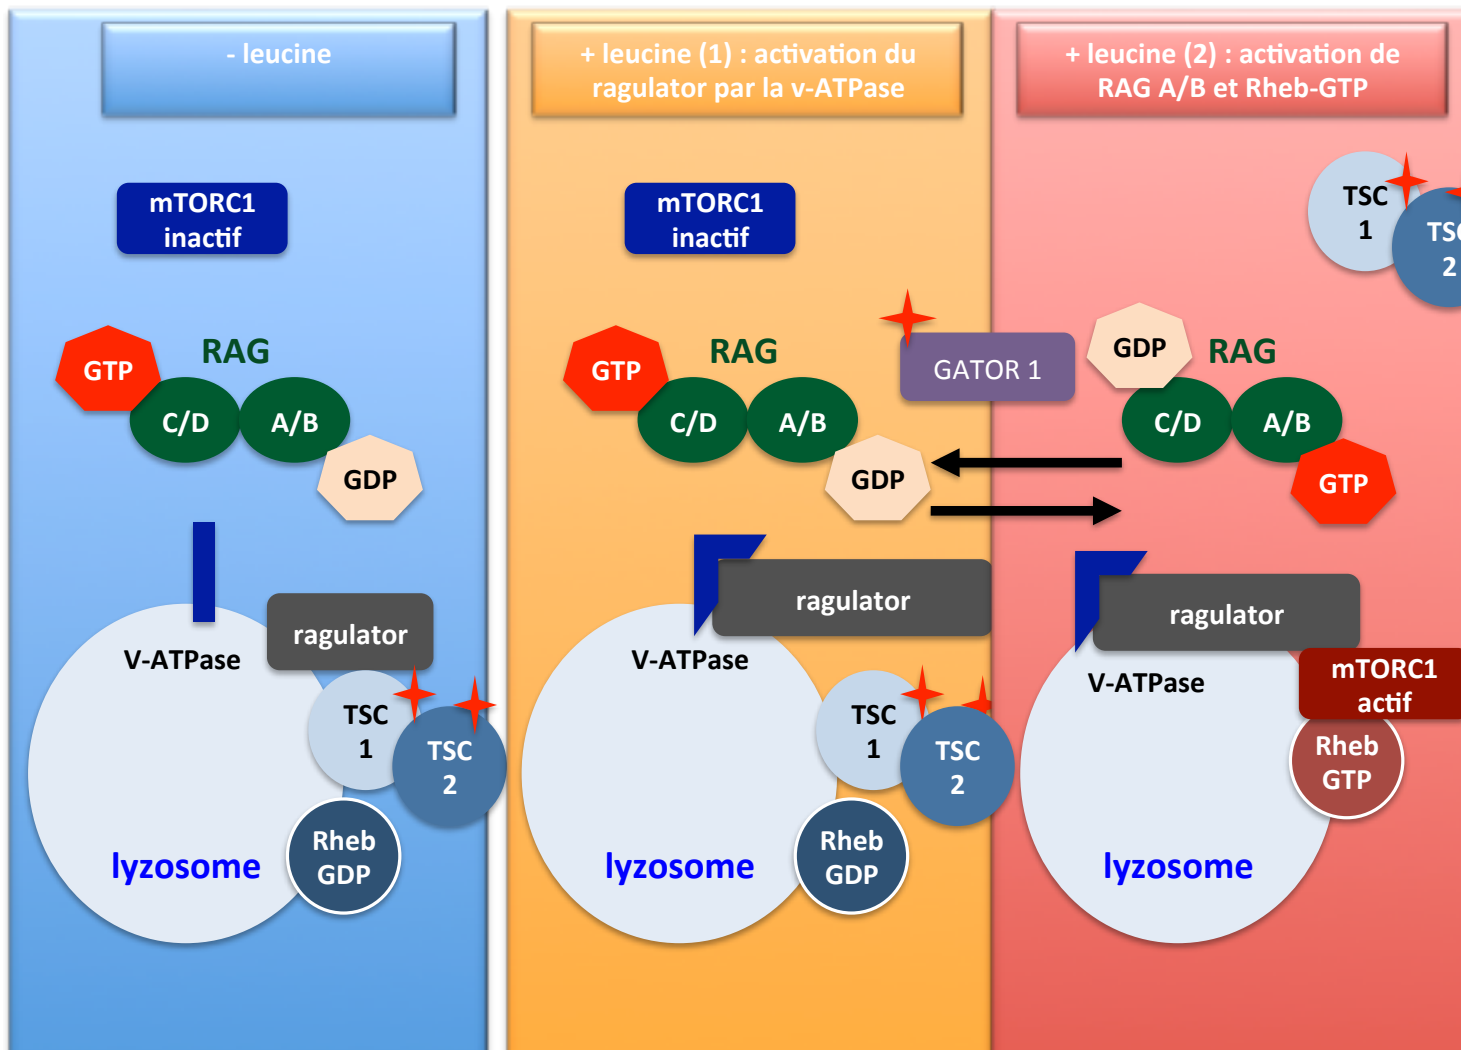 - leucine
mTORC1
inactif
GTP
RAG
C/D
A/B
GDP
ragulator
V-ATPase
TSC
1
TSC
2
Rheb
GDP
lyzosome
+ leucine (1) : activation du
ragulator par la v-ATPase
mTORC1
inactif
GATOR 1
GTP
RAG
C/D
A/B
GDP
ragulator
V-ATPase
TSC
1
TSC
2
Rheb
GDP
lyzosome
+ leucine (2) : activation de
RAG A/B et Rheb-GTP
TSC
1
TSC
2
GDP
RAG
C/D
A/B
GTP
ragulator
mTORC1
actif
V-ATPase
Rheb
GTP
lyzosome